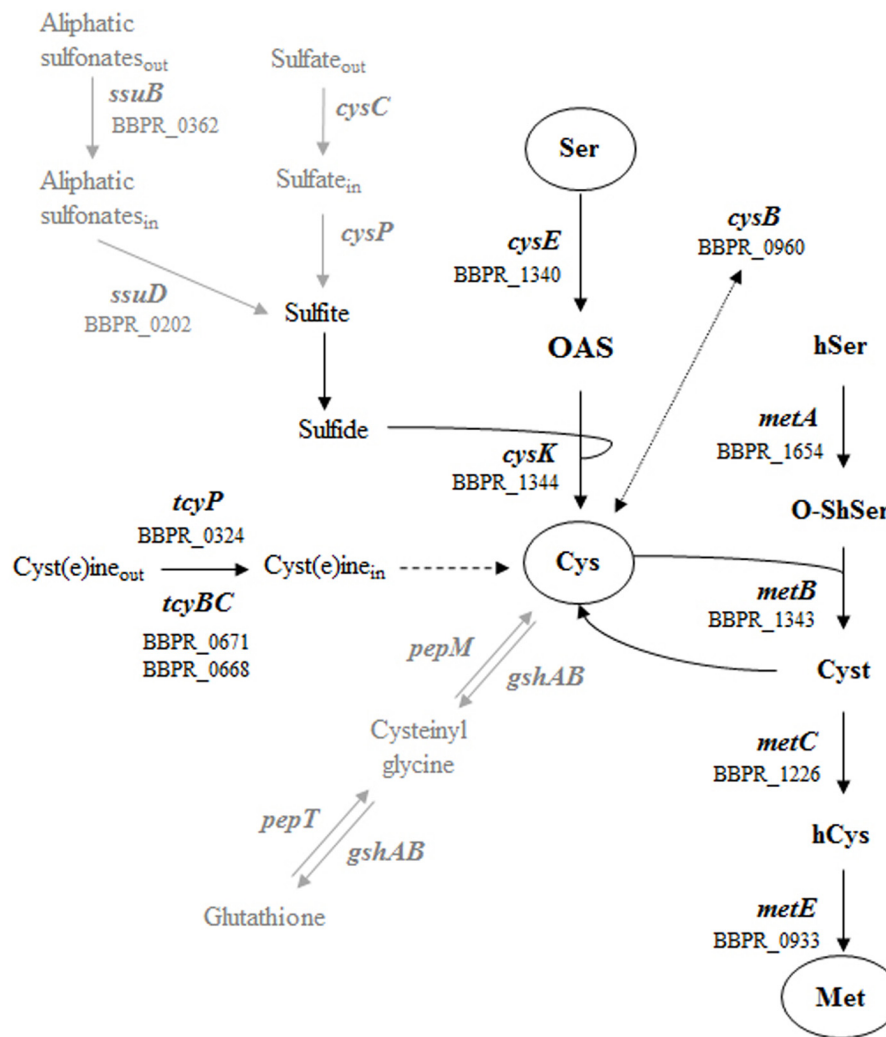 Aliphatic
sulfonatesout
ssuB
BBPR_0362
Aliphatic
sulfonatesin
ssuD
BBPR_0202
Sulfateout
cysC
Sulfatein
cysP
Sulfite
Sulfide
Ser
cysE
BBPR_1340
OAS
cysK
BBPR_1344
cysB
BBPR_0960
hSer
metA
BBPR_1654
O-ShSer
tcyP
BBPR_0324
Cyst(e)ineout
Cyst(e)inein
tcyBC
BBPR_0671
BBPR_0668
Cys
metB
BBPR_1343
Cyst
pepM
gshAB
Cysteinyl
glycine
pepT
gshAB
Glutathione
metC
BBPR_1226
hCys
metE
BBPR_0933
Met